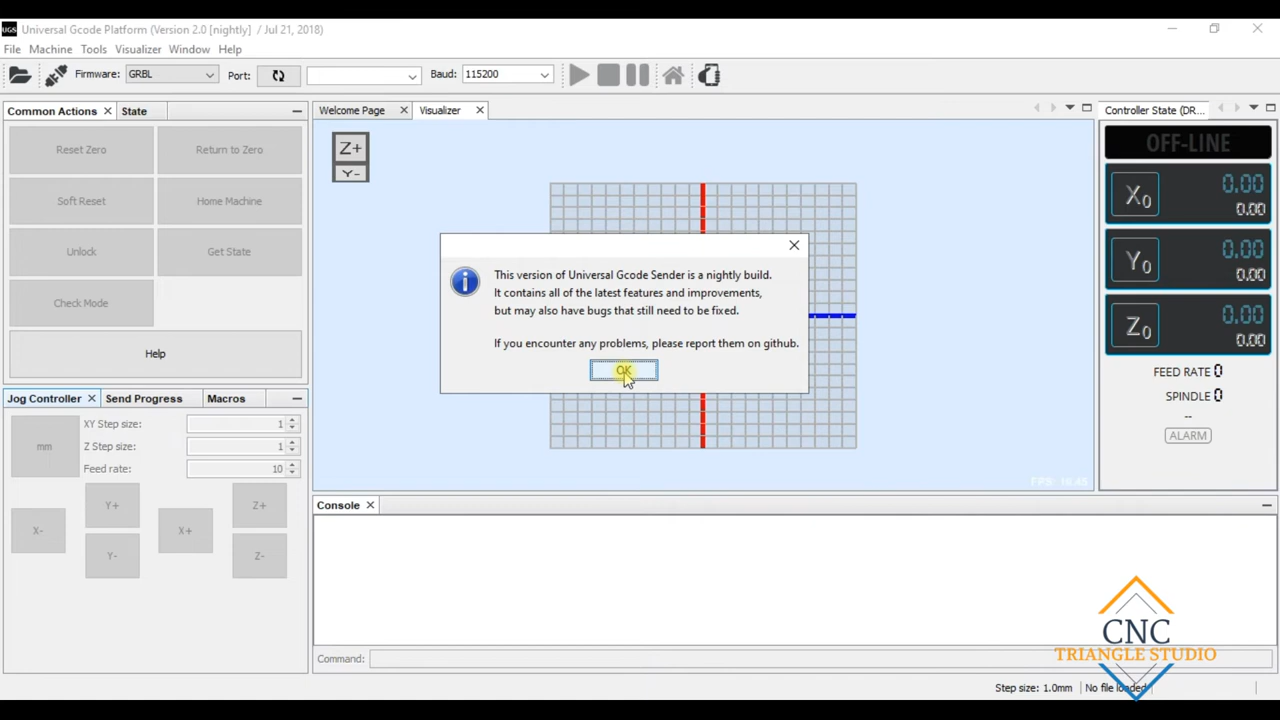 UGS Universal Gcode Platform (Version 2.0 [nightly] / Jul 21, 2018)
File Machine Tools Visualizer Window Help
Firmware: GRBL Port: Baud: 115200
Common Actions State
Reset Zero Return to Zero
Soft Reset Home Machine
Unlock Get State
Check Mode
Help
Jog Controller Send Progress Macros
mm
XY Step size: 1
Z Step size: 1
Feed rate: 10
Y+ Z+
X- X+
Y- Z-
Welcome Page Visualizer
Z+
Y-
This version of Universal Gcode Sender is a nightly build.
It contains all of the latest features and improvements,
but may also have bugs that still need to be fixed.
If you encounter any problems, please report them on github.
OK
FPS: 16.45
Controller State (DR...
OFF-LINE
X0 0.00
0.00
Y0 0.00
0.00
Z0 0.00
0.00
FEED RATE 0
SPINDLE 0
--
ALARM
Console
Command:
CNC
TRIANGLE STUDIO
Step size: 1.0mm No file loaded